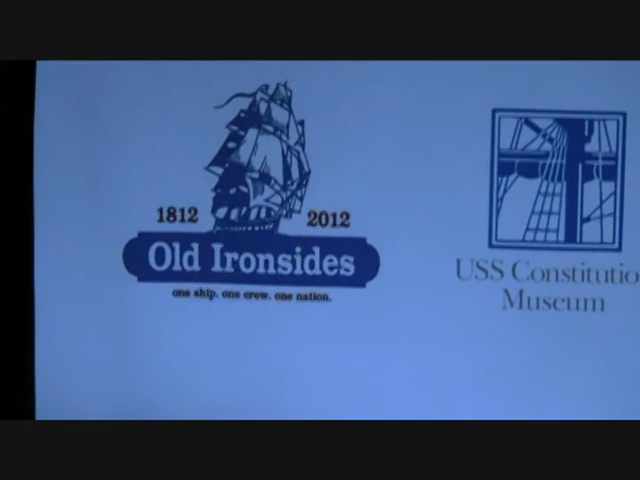 1812 2012
Old Ironsides
one ship. one crew. one nation.
USS Constitutio
Museum